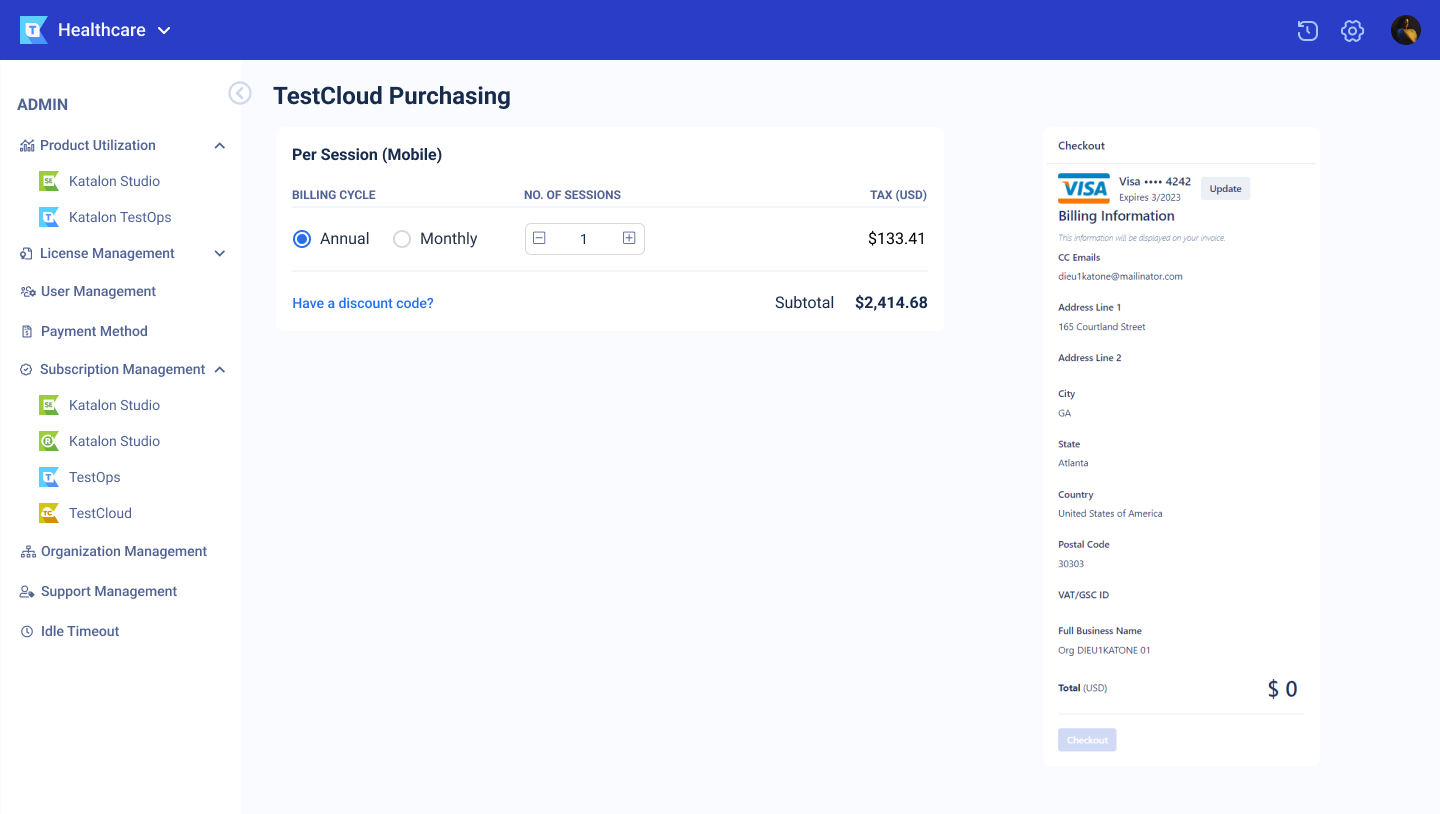 T
Healthcare
ADMIN
Product Utilization
SE
Katalon Studio
T
Katalon TestOps
License Management
User Management
Payment Method
Subscription Management
SE
Katalon Studio
R
Katalon Studio
T
TestOps
TC
TestCloud
Organization Management
Support Management
Idle Timeout
TestCloud Purchasing
Per Session (Mobile)
BILLING CYCLE NO. OF SESSIONS TAX (USD)
Annual Monthly 1 $133.41
Have a discount code? Subtotal $2,414.68
Checkout
VISA
Visa •••• 4242
Expires 3/2023
Update
Billing Information
This information will be displayed on your invoice.
CC Emails
dieu1katone@mailinator.com
Address Line 1
165 Courtland Street
Address Line 2
City
GA
State
Atlanta
Country
United States of America
Postal Code
30303
VAT/GSC ID
Full Business Name
Org DIEU1KATONE 01
Total (USD) $ 0
Checkout